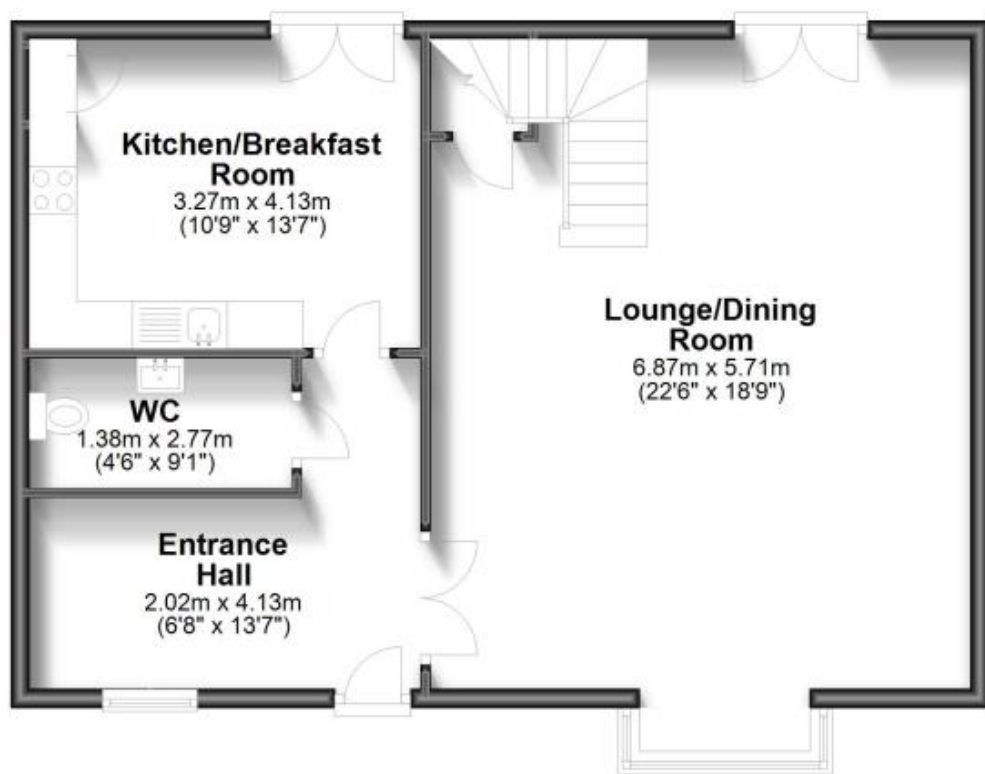 Kitchen/Breakfast
Room
3.27m x 4.13m
(10'9" x 13'7")
Lounge/Dining
Room
6.87m x 5.71m
(22'6" x 18'9")
WC
1.38m x 2.77m
(4'6" x 9'1")
Entrance
Hall
2.02m x 4.13m
(6'8" x 13'7")